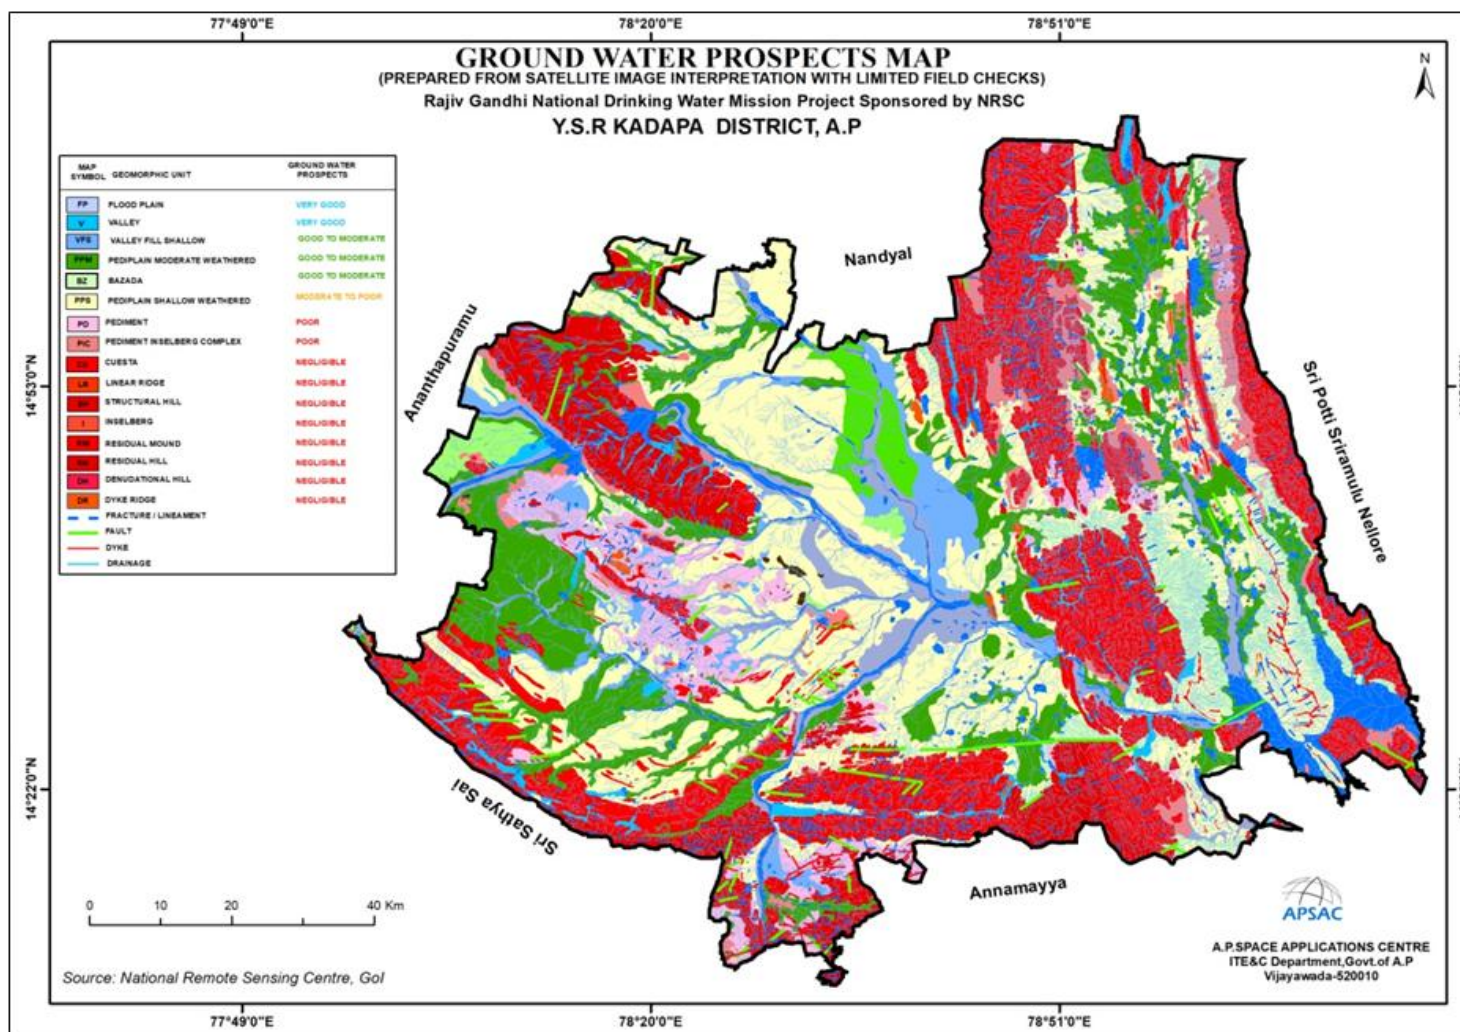 77°49'0"E 78°20'0"E 78°51'0"E
GROUND WATER PROSPECTS MAP
(PREPARED FROM SATELLITE IMAGE INTERPRETATION WITH LIMITED FIELD CHECKS)
Rajiv Gandhi National Drinking Water Mission Project Sponsored by NRSC
Y.S.R KADAPA DISTRICT, A.P
N
MAP SYMBOL GEOMORPHIC UNIT GROUND WATER PROSPECTS
FP FLOOD PLAIN VERY GOOD
V VALLEY VERY GOOD
VFS VALLEY FILL SHALLOW GOOD TO MODERATE
PPM PEDIPLAIN MODERATE WEATHERED GOOD TO MODERATE
BZ BAZADA GOOD TO MODERATE
PPS PEDIPLAIN SHALLOW WEATHERED MODERATE TO POOR
PD PEDIMENT POOR
PIC PEDIMENT INSELBERG COMPLEX POOR
CUESTA NEGLIGIBLE
LR LINEAR RIDGE NEGLIGIBLE
STRUCTURAL HILL NEGLIGIBLE
I INSELBERG NEGLIGIBLE
RESIDUAL MOUND NEGLIGIBLE
RESIDUAL HILL NEGLIGIBLE
DH DENUDATIONAL HILL NEGLIGIBLE
DR DYKE RIDGE NEGLIGIBLE
FRACTURE / LINEAMENT
FAULT
DYKE
DRAINAGE
Nandyal
Ananthapuramu
Sri Potti Sriramulu Nellore
Sri Sathya Sai
Annamayya
14°53'0"N
14°22'0"N
0 10 20 40 Km
Source: National Remote Sensing Centre, GoI
APSAC
A.P.SPACE APPLICATIONS CENTRE
ITE&C Department,Govt.of A.P
Vijayawada-520010
77°49'0"E 78°20'0"E 78°51'0"E